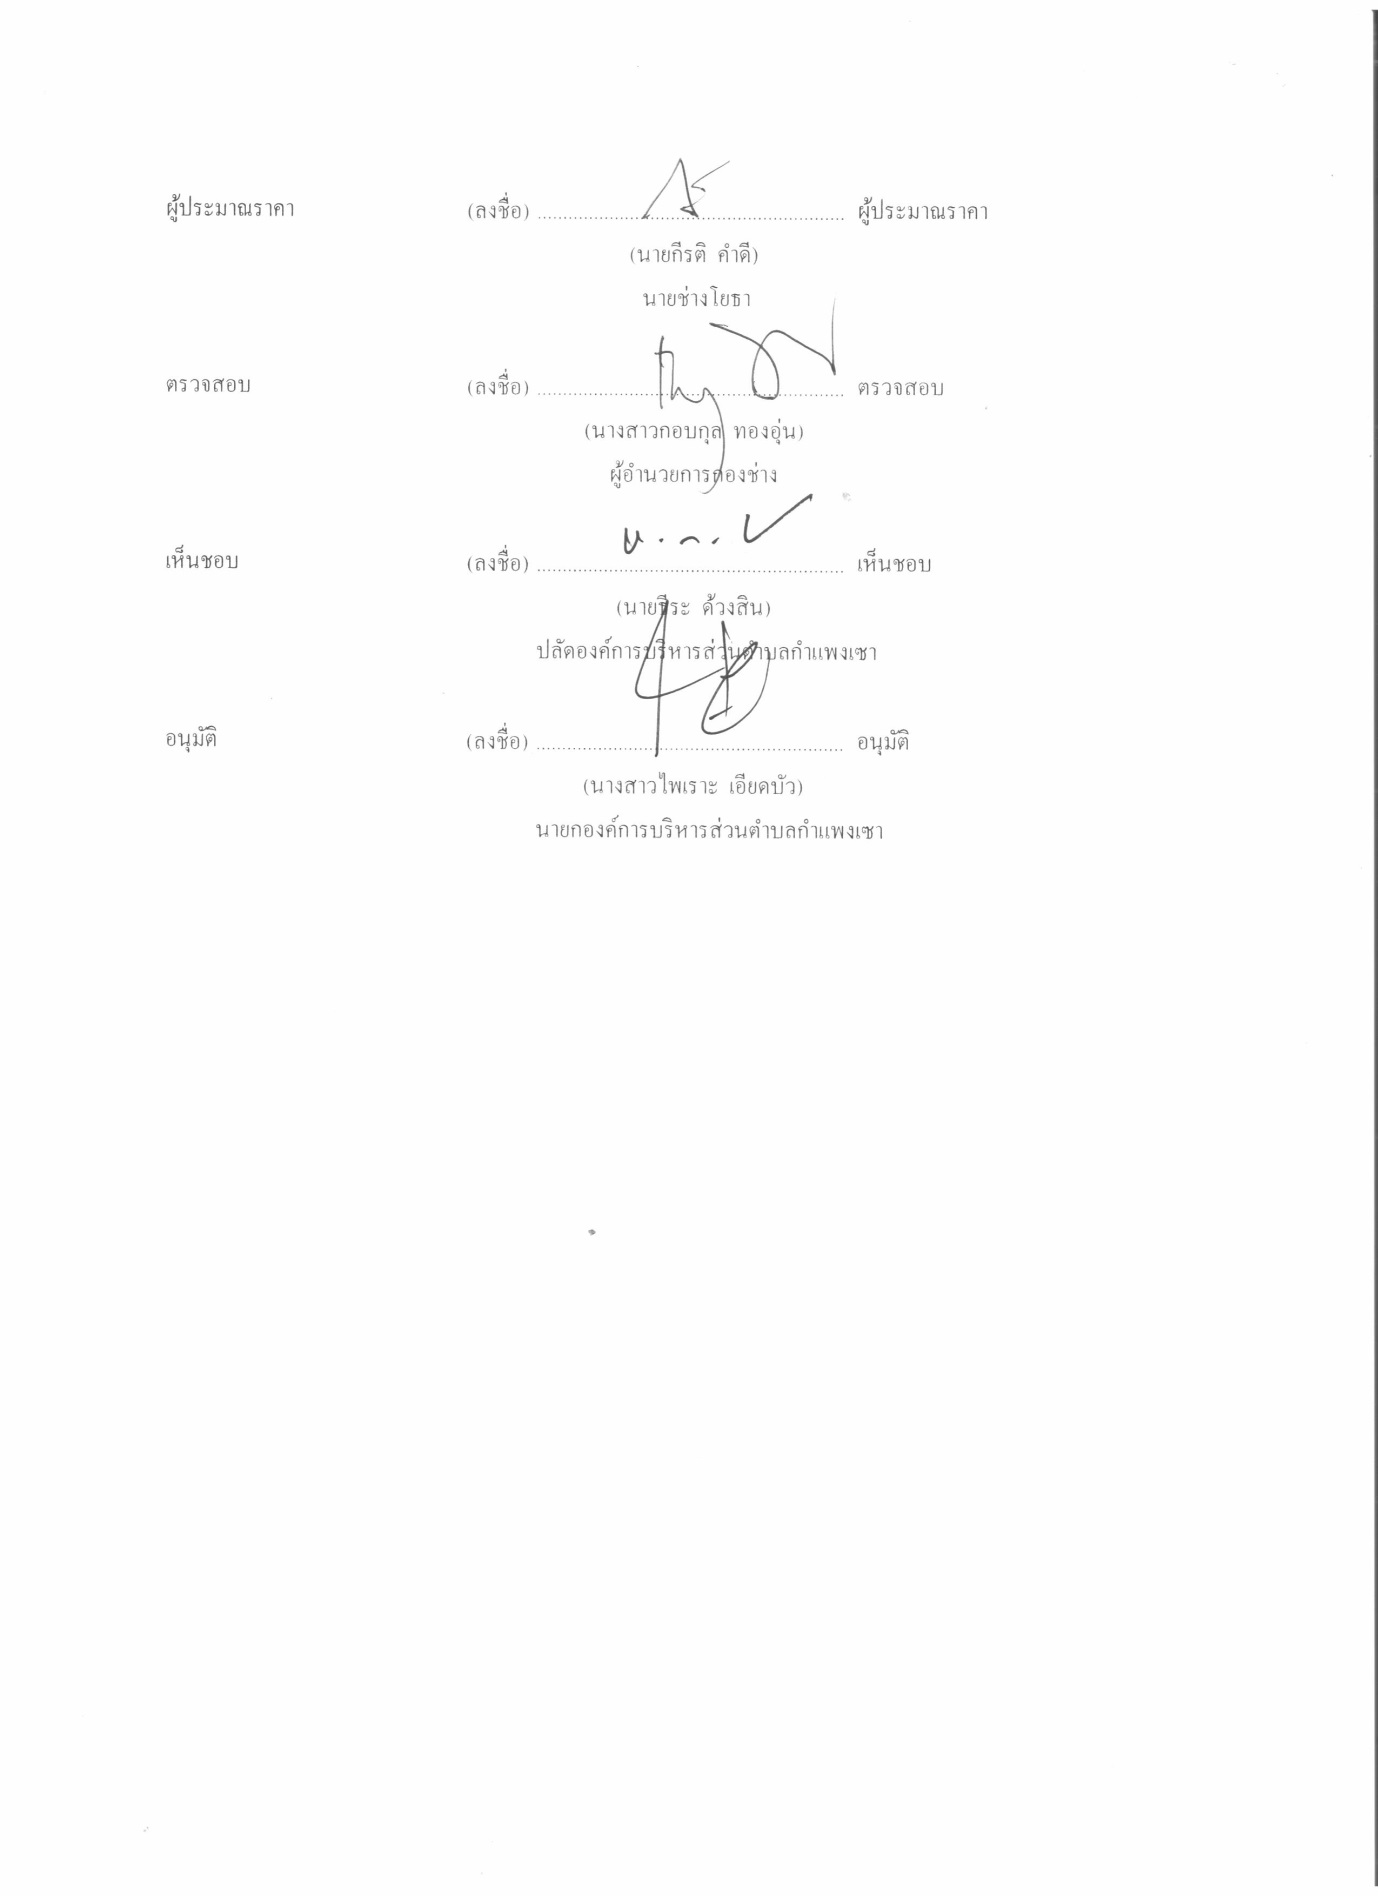 ผู้ประมาณราคา (ลงชื่อ) ............................................................. ผู้ประมาณราคา
(นายกีรติ คำดี)
นายช่างโยธา
ตรวจสอบ (ลงชื่อ) ............................................................. ตรวจสอบ
(นางสาวกอบกุล ทองอุ่น)
ผู้อำนวยการกองช่าง
เห็นชอบ (ลงชื่อ) ............................................................. เห็นชอบ
(นายธีระ ด้วงสิน)
ปลัดองค์การบริหารส่วนตำบลกำแพงเซา
อนุมัติ (ลงชื่อ) ............................................................. อนุมัติ
(นางสาวไพเราะ เอียดบัว)
นายกองค์การบริหารส่วนตำบลกำแพงเซา